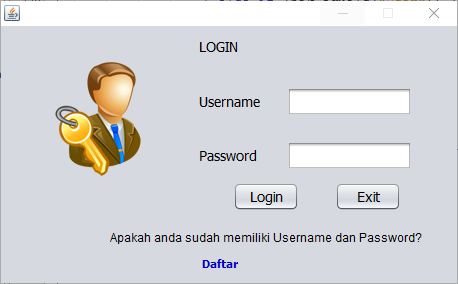 LOGIN
Username
Password
Login Exit
Apakah anda sudah memiliki Username dan Password?
Daftar